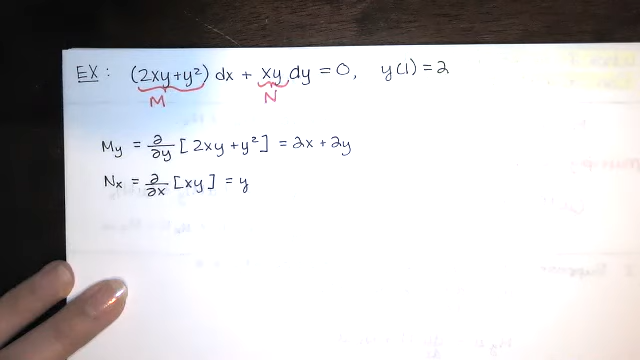 EX: (2xy+y²) dx + xy dy = 0, y(1) = 2
M N
My = ∂/∂y [2xy + y²] = 2x + 2y
Nx = ∂/∂x [xy] = y